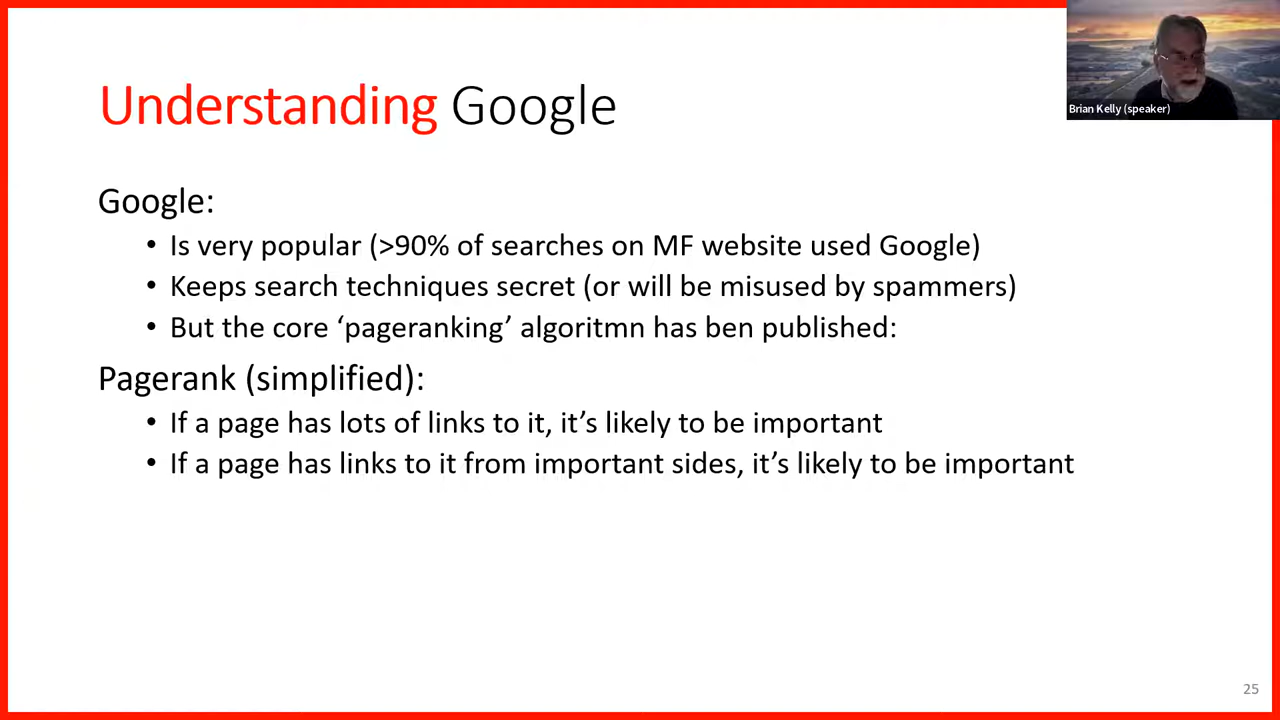 Understanding Google
Brian Kelly (speaker)
Google:
• Is very popular (>90% of searches on MF website used Google)
• Keeps search techniques secret (or will be misused by spammers)
• But the core ‘pageranking’ algoritmn has ben published:
Pagerank (simplified):
• If a page has lots of links to it, it’s likely to be important
• If a page has links to it from important sides, it’s likely to be important
25